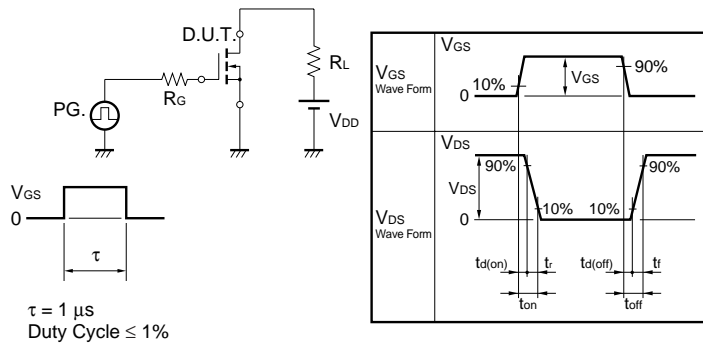 D.U.T.
RL
RG
PG.
VDD
VGS
0
τ
τ = 1 μs
Duty Cycle ≤ 1%
VGS
Wave Form
VGS
10%
VGS
90%
0
VDS
Wave Form
VDS
90%
VDS
10%
10%
90%
0
td(on)
tr
td(off)
tf
ton
toff